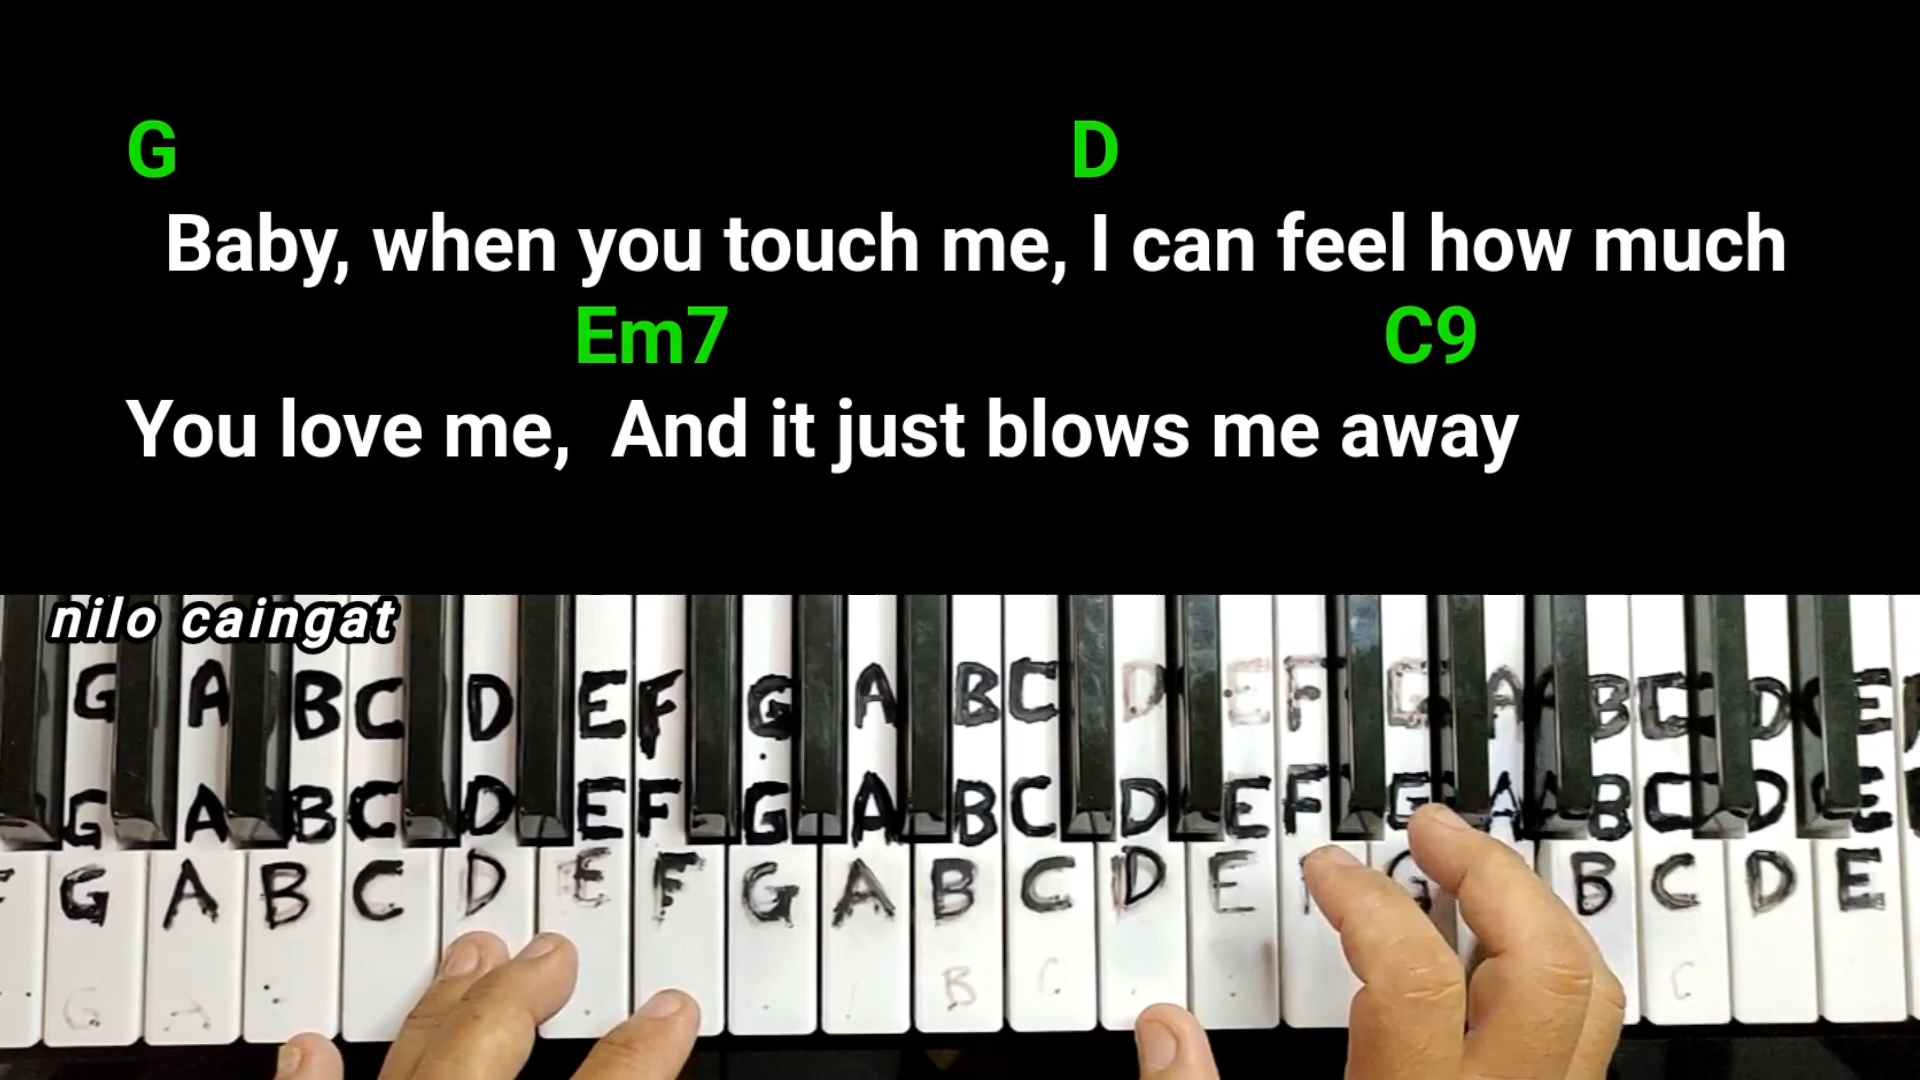 G D
Baby, when you touch me, I can feel how much
Em7 C9
You love me, And it just blows me away
nilo caingat
G A B C D E F G A B C D E F G A A B C D E
G A B C D E F G A B C D E F G A A B C D E
G A B C D E F G A B C D E G B C D E
G A B C C